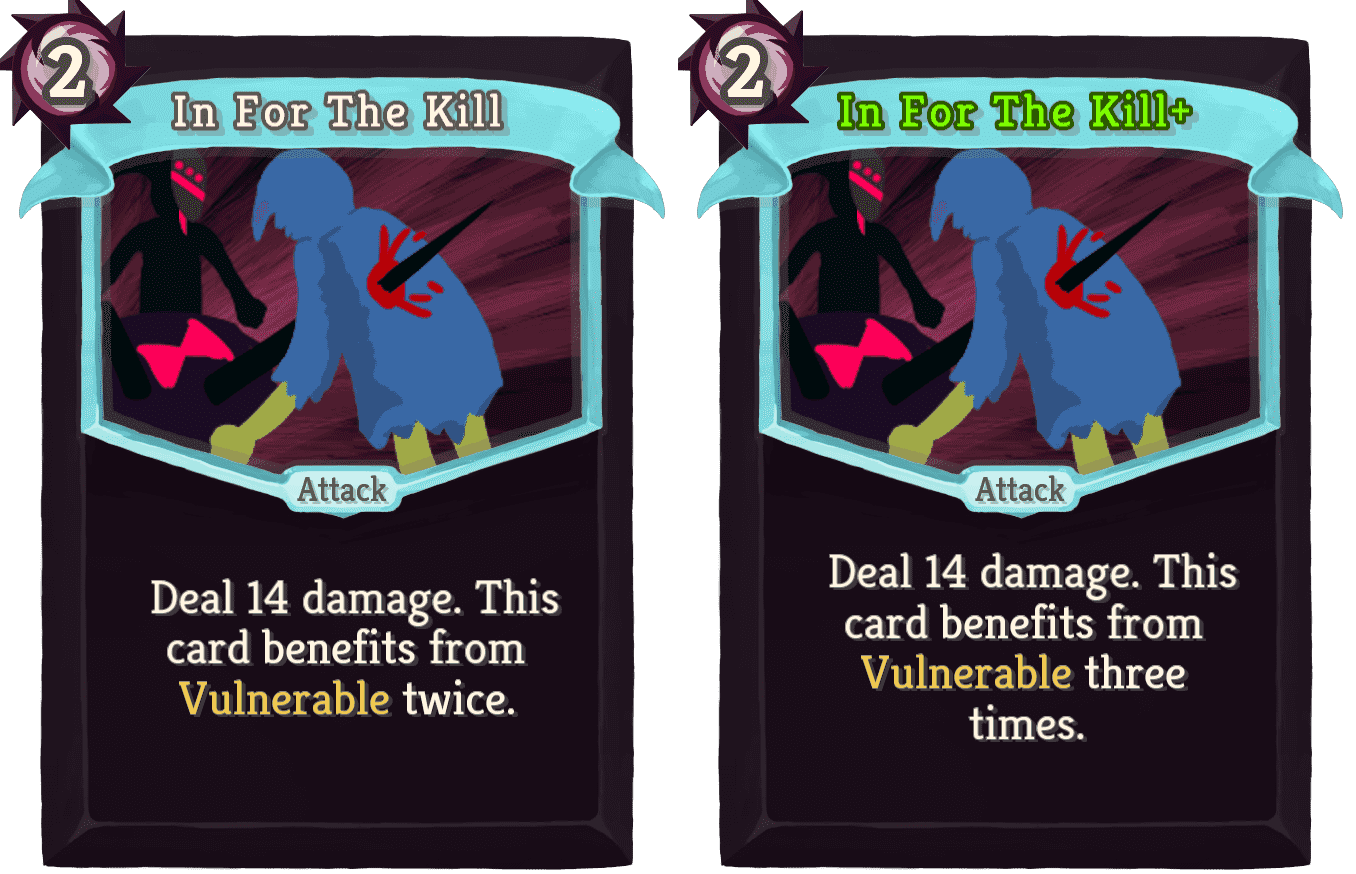 2
In For The Kill
Attack
Deal 14 damage. This
card benefits from
Vulnerable twice.
2
In For The Kill+
Attack
Deal 14 damage. This
card benefits from
Vulnerable three
times.